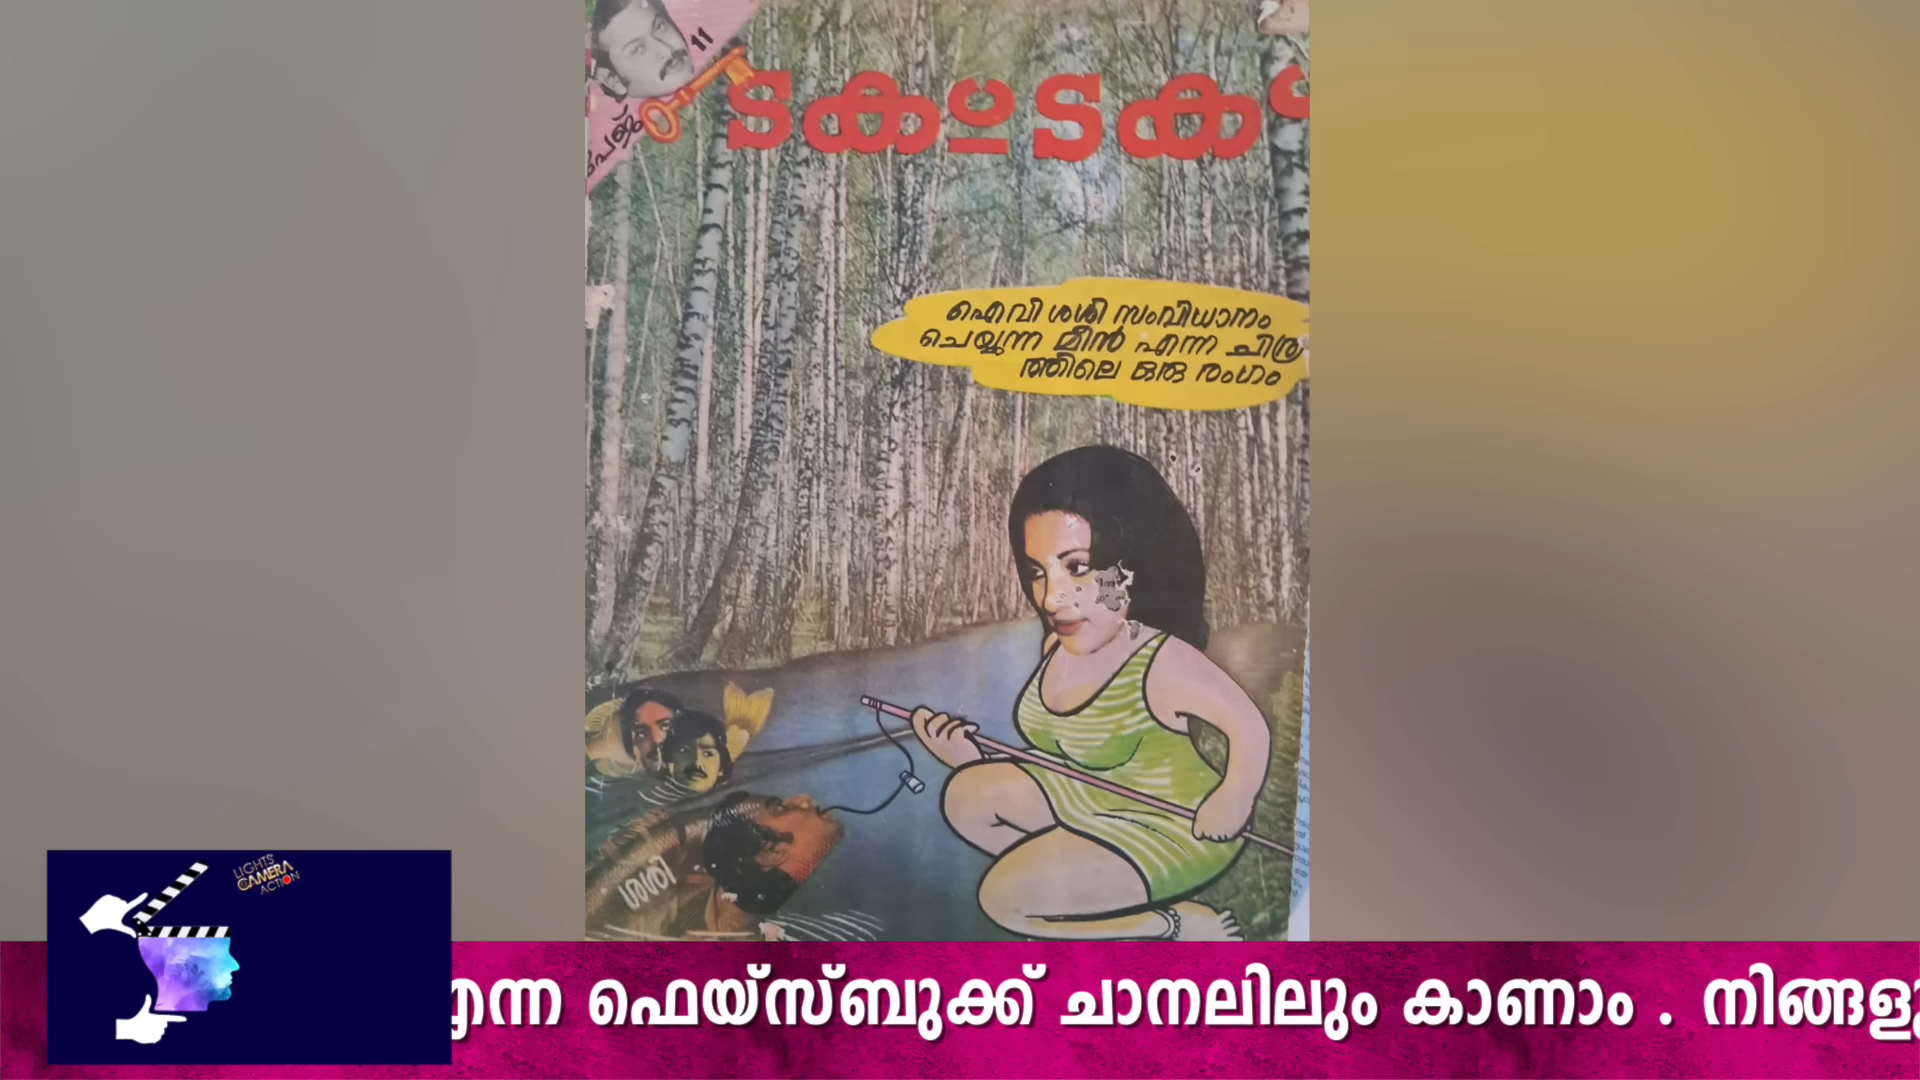 11
ടക്ടക്
ഐവി ശശി സംവിധാനം
ചെയ്യുന്ന മീൻ എന്ന ചിത്ര
ത്തിലെ ഒരു രംഗം
ശശി
LIGHTS
CAMERA
ACTION
എന്ന ഫെയ്സ്ബുക്ക് ചാനലിലും കാണാം . നിങ്ങളു